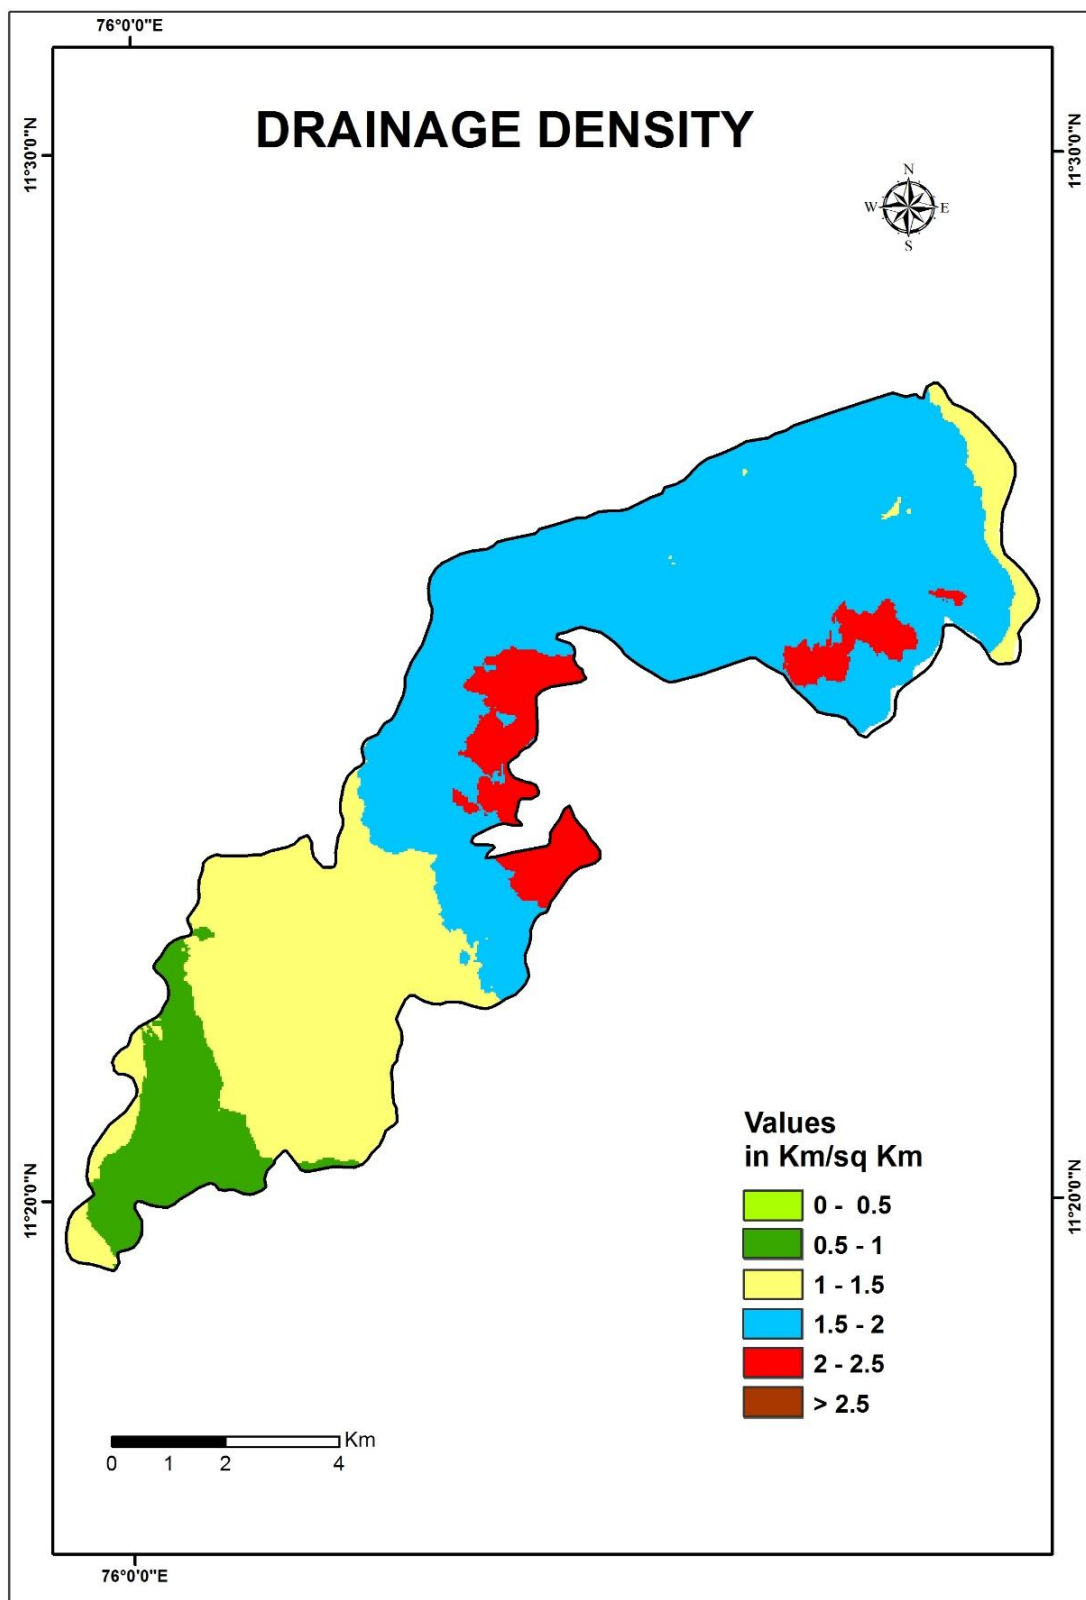 76°0'0"E
DRAINAGE DENSITY
11°30'0"N
11°30'0"N
N
W E
S
Values
in Km/sq Km
0 - 0.5
0.5 - 1
1 - 1.5
1.5 - 2
2 - 2.5
> 2.5
11°20'0"N
11°20'0"N
Km
0 1 2 4
76°0'0"E